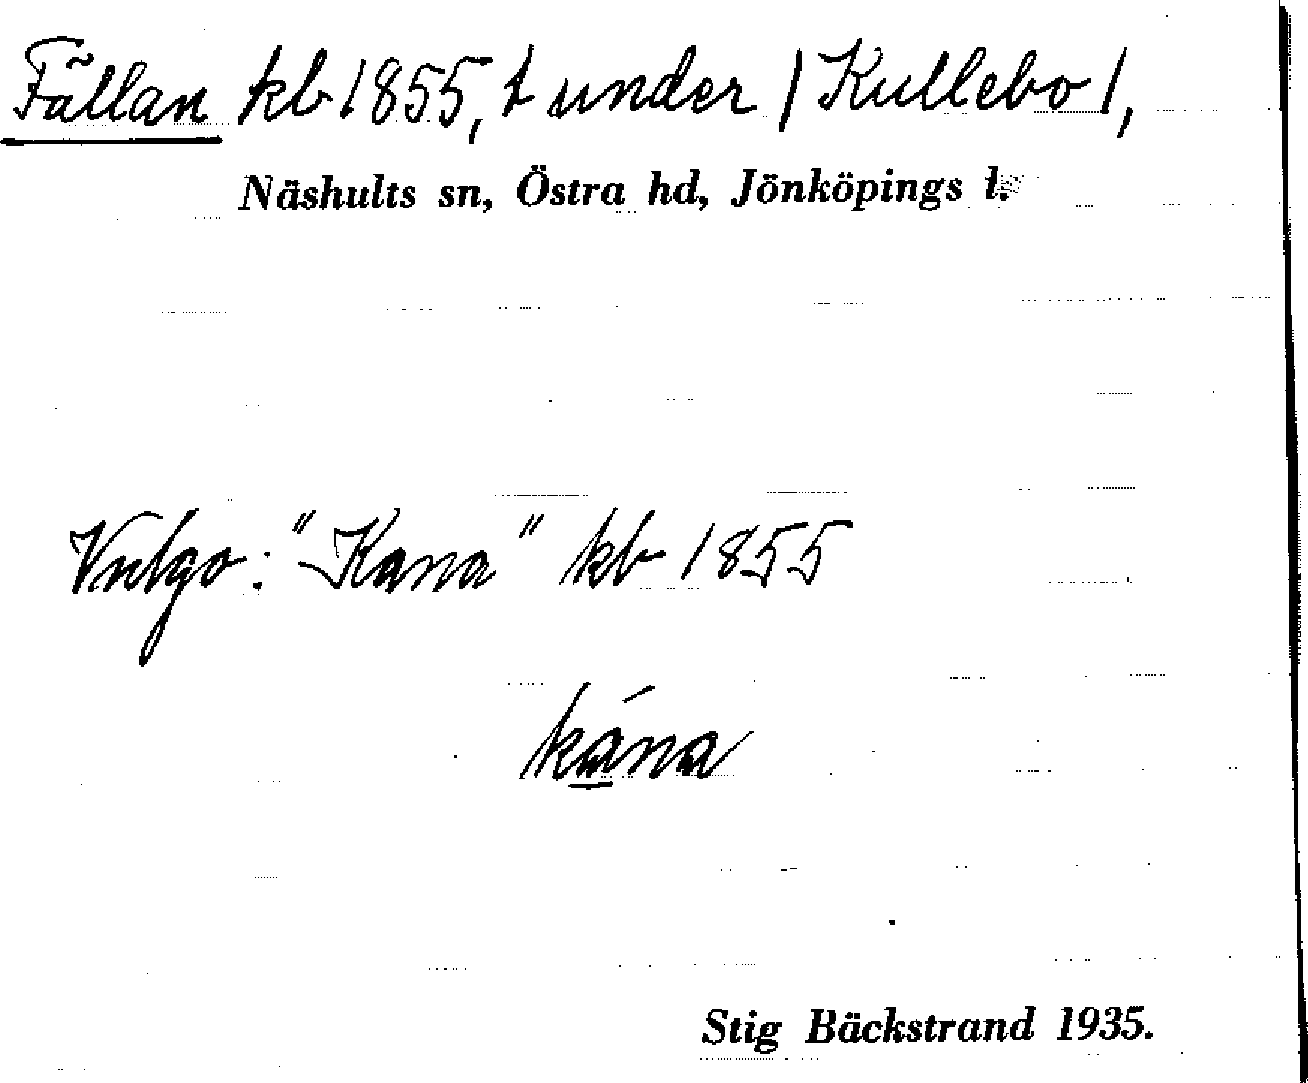 Fällan kb 1855, t under / Kullebo /,
Näshults sn, Östra hd, Jönköpings l.
Vulgo: "Kana" kb 1855
kána
Stig Bäckstrand 1935.